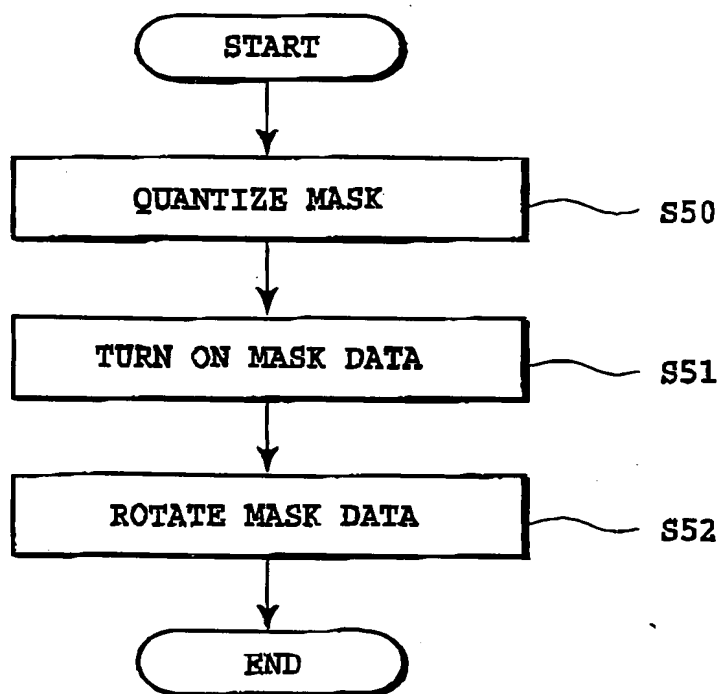 START
QUANTIZE MASK
S50
TURN ON MASK DATA
S51
ROTATE MASK DATA
S52
END